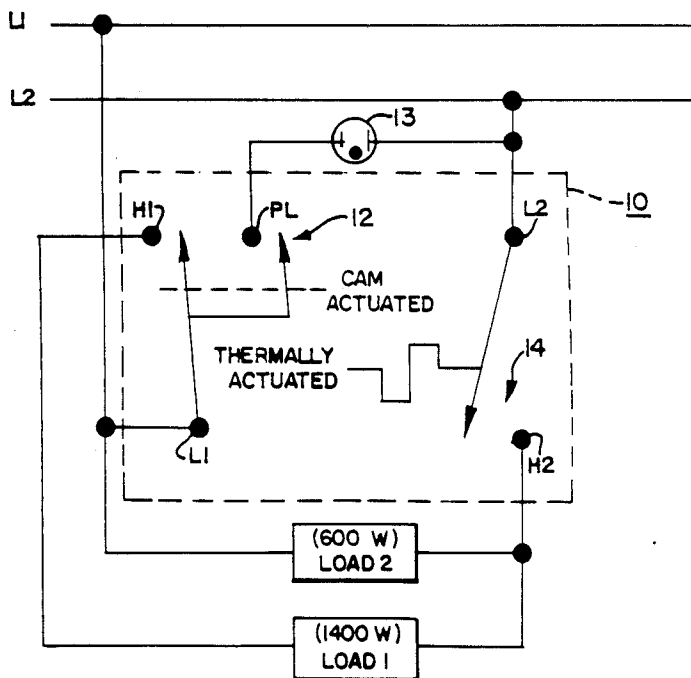 L1
L2
13
10
H1
PL
12
L2
CAM
ACTUATED
THERMALLY
ACTUATED
14
L1
H2
(600 W)
LOAD 2
(1400 W)
LOAD 1